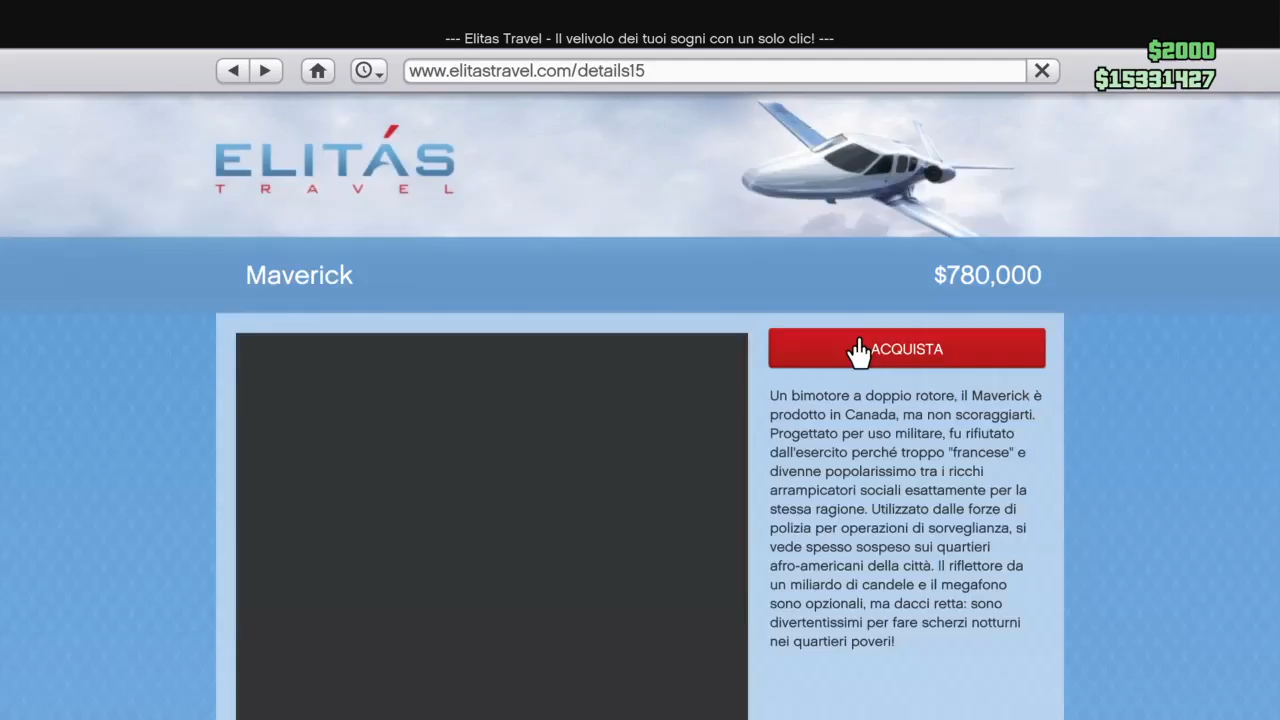 --- Elitas Travel - Il velivolo dei tuoi sogni con un solo clic! ---
$2000
www.elitastravel.com/details15
$15331427
ELITÁS
TRAVEL
Maverick
$780,000
ACQUISTA
Un bimotore a doppio rotore, il Maverick è
prodotto in Canada, ma non scoraggiarti.
Progettato per uso militare, fu rifiutato
dall'esercito perché troppo "francese" e
divenne popolarissimo tra i ricchi
arrampicatori sociali esattamente per la
stessa ragione. Utilizzato dalle forze di
polizia per operazioni di sorveglianza, si
vede spesso sospeso sui quartieri
afro-americani della città. Il riflettore da
un miliardo di candele e il megafono
sono opzionali, ma dacci retta: sono
divertentissimi per fare scherzi notturni
nei quartieri poveri!